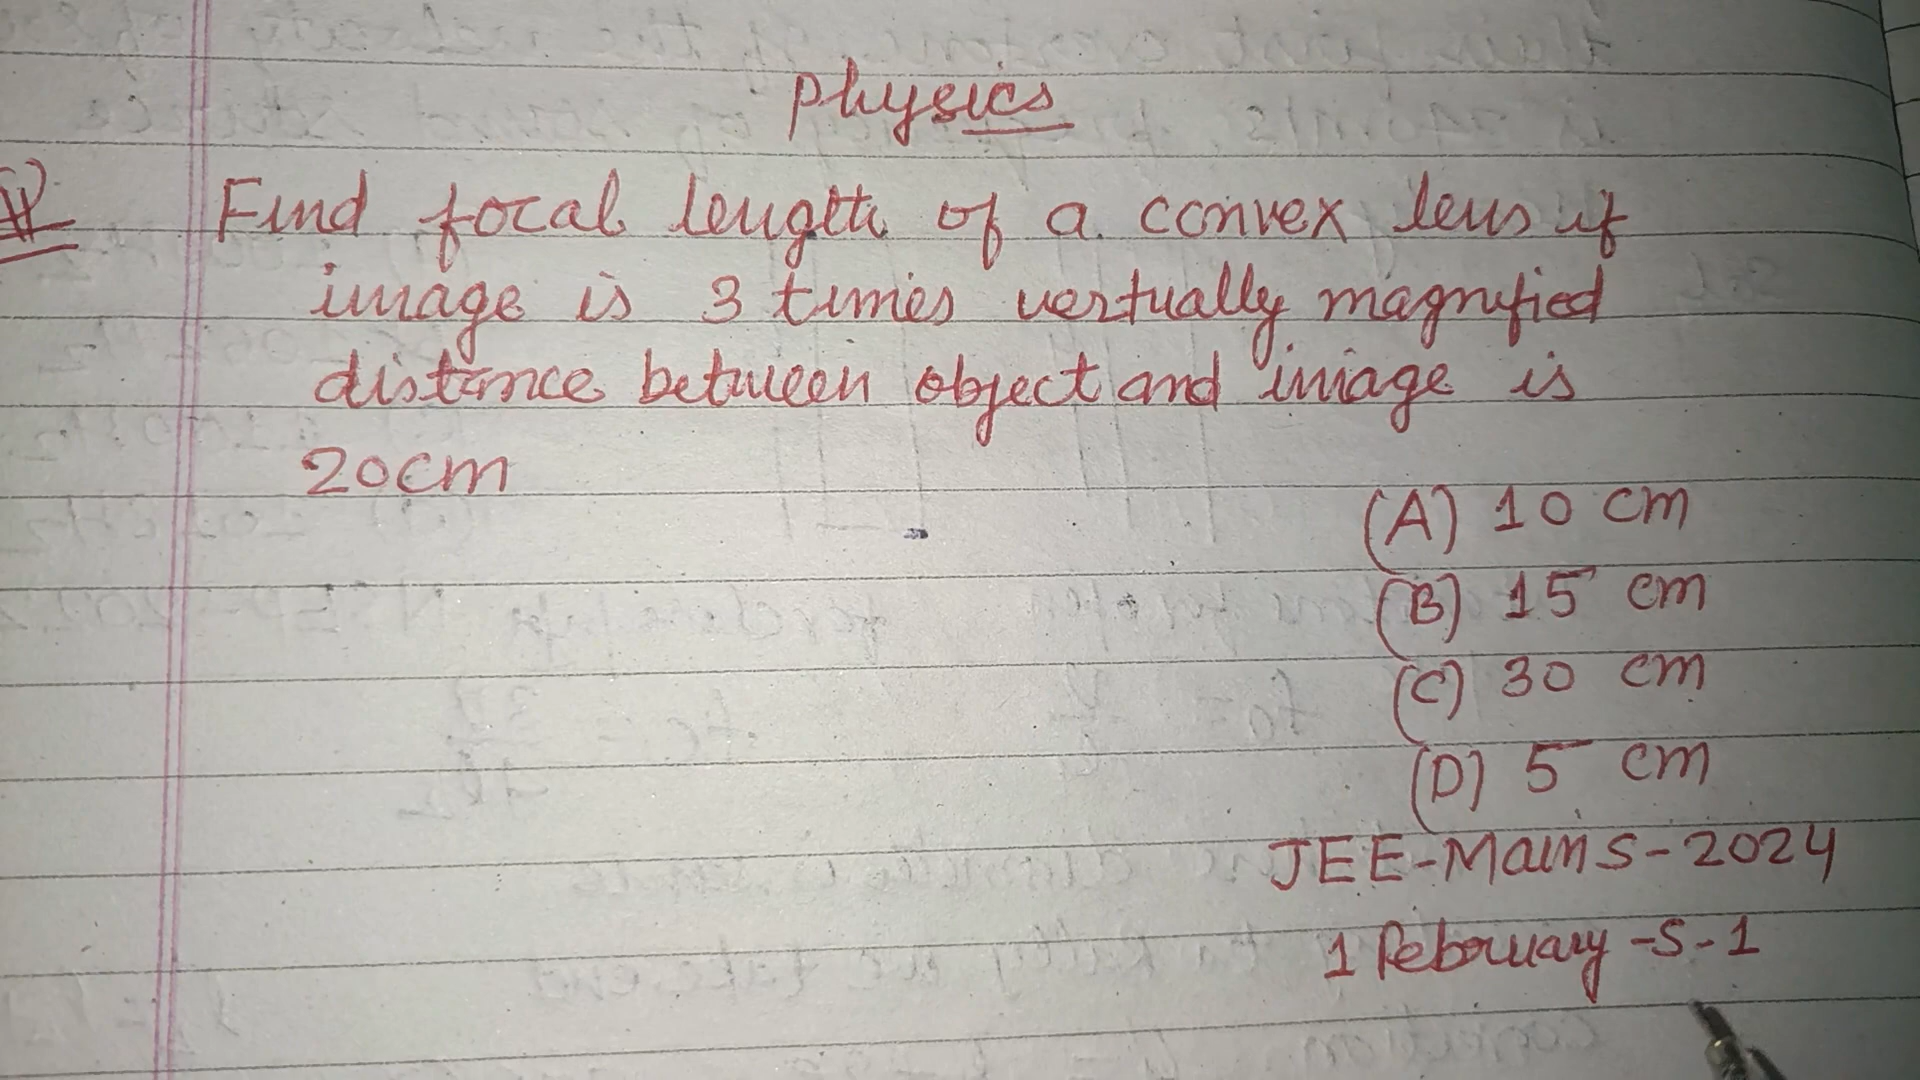 Physics
Find focal length of a convex lens if
image is 3 times vertually magnified
distance between object and image is
20cm
(A) 10 cm
(B) 15 cm
(C) 30 cm
(D) 5 cm
JEE-Mains-2024
1 February -S-1